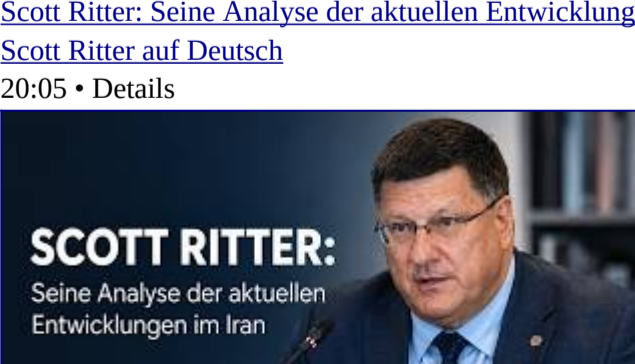 Scott Ritter: Seine Analyse der aktuellen Entwicklung
Scott Ritter auf Deutsch
20:05 • Details
SCOTT RITTER:
Seine Analyse der aktuellen
Entwicklungen im Iran